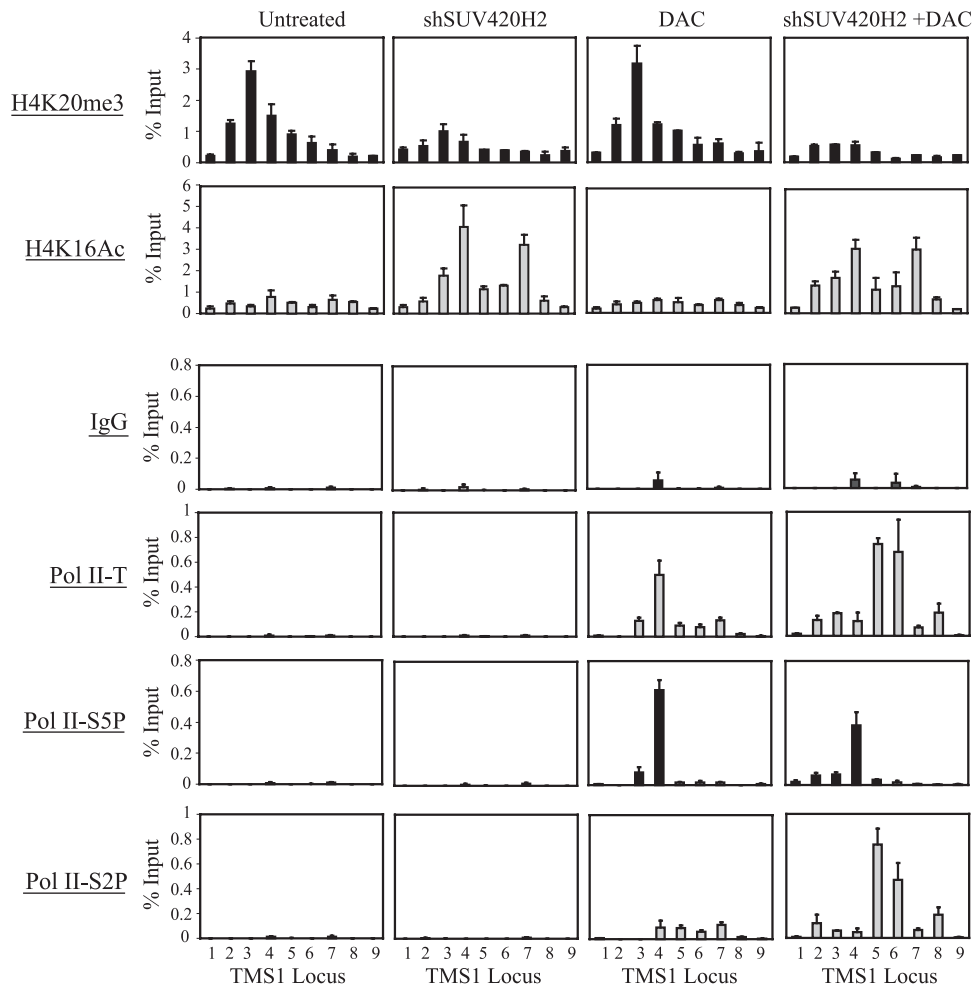 Untreated shSUV420H2 DAC shSUV420H2 +DAC
H4K20me3
% Input
4
3
2
1
0
H4K16Ac
% Input
6
5
4
3
2
1
0
IgG
% Input
0.8
0.6
0.4
0.2
0
Pol II-T
% Input
1
0.8
0.6
0.4
0.2
0
Pol II-S5P
% Input
0.8
0.6
0.4
0.2
0
Pol II-S2P
% Input
1
0.8
0.6
0.4
0.2
0
1 2 3 4 5 6 7 8 9 1 2 3 4 5 6 7 8 9 1 2 3 4 5 6 7 8 9 1 2 3 4 5 6 7 8 9
TMS1 Locus TMS1 Locus TMS1 Locus TMS1 Locus